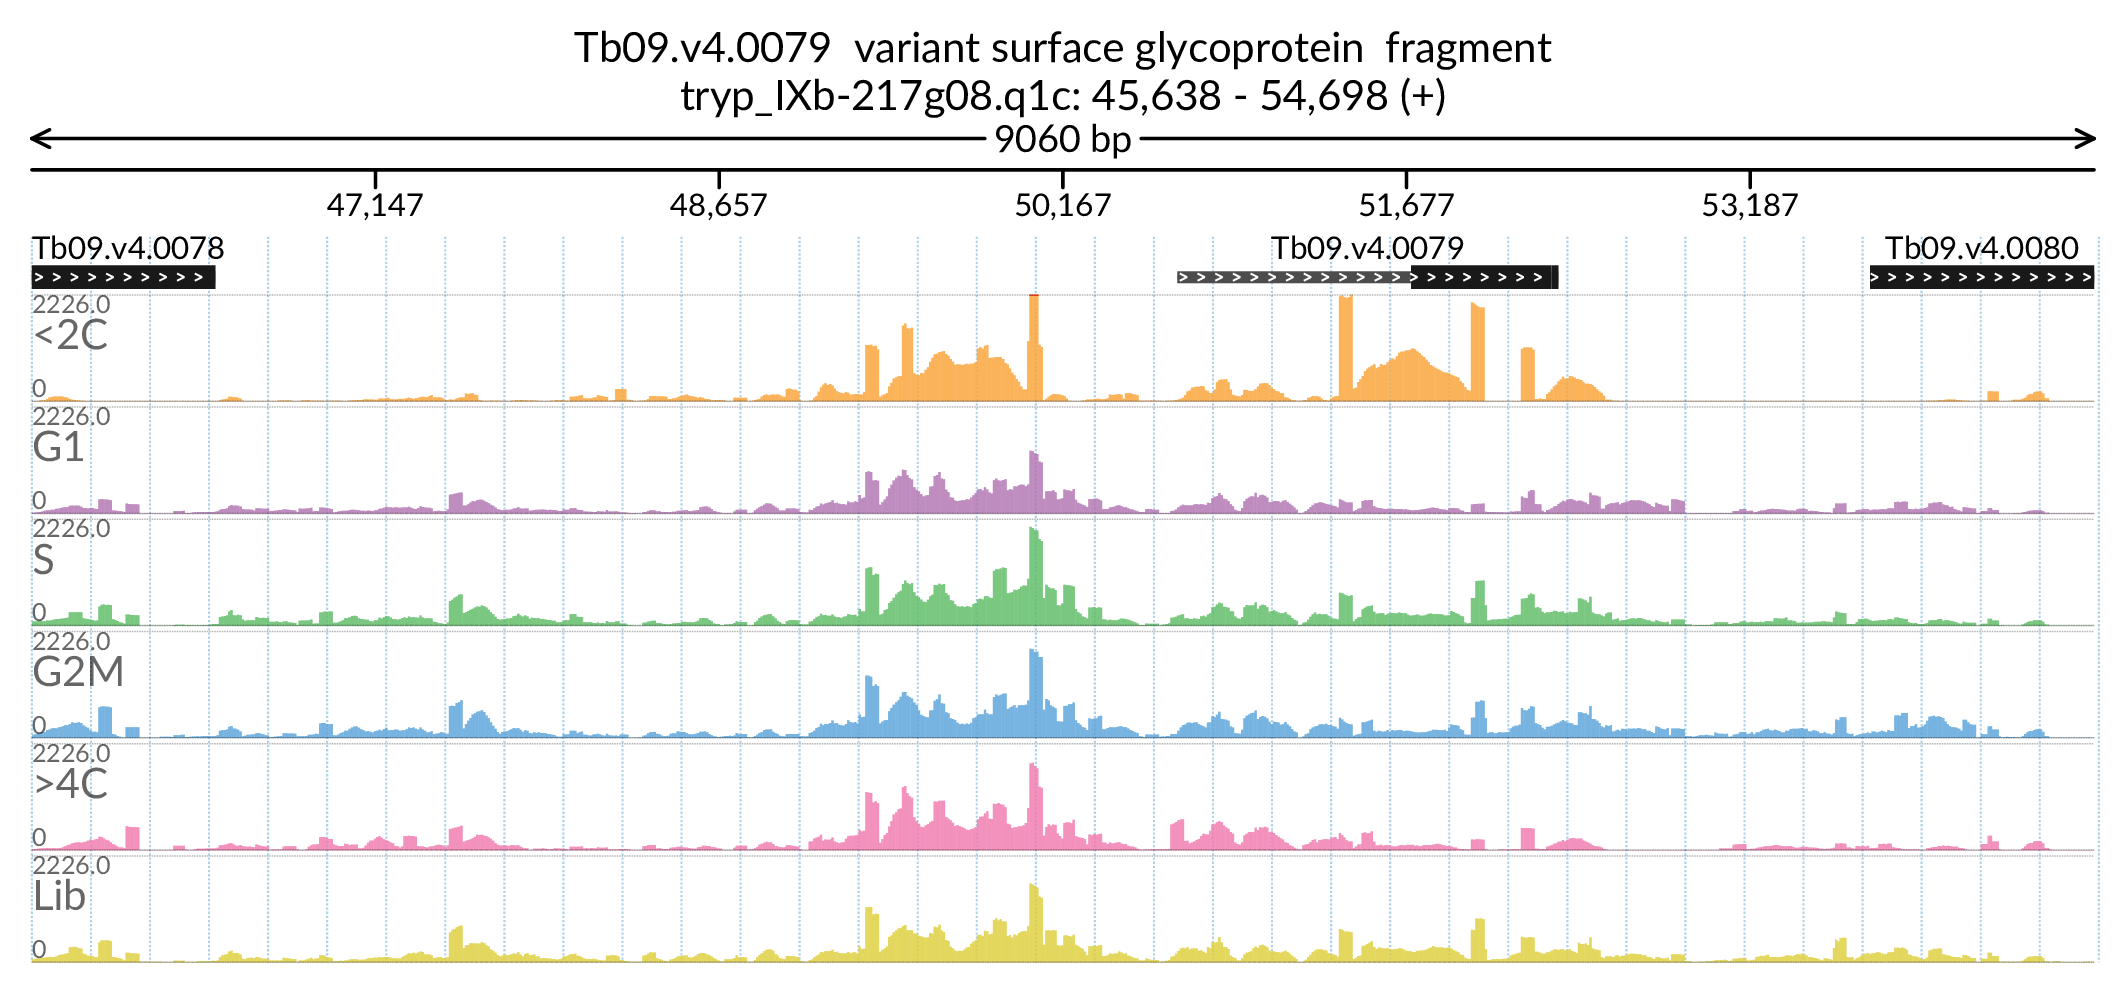 Tb09.v4.0079 variant surface glycoprotein fragment
tryp_IXb-217g08.q1c: 45,638 - 54,698 (+)
9060 bp
47,147 48,657 50,167 51,677 53,187
Tb09.v4.0078 Tb09.v4.0079 Tb09.v4.0080
2226.0
<2C
0
2226.0
G1
0
2226.0
S
0
2226.0
G2M
0
2226.0
>4C
0
2226.0
Lib
0